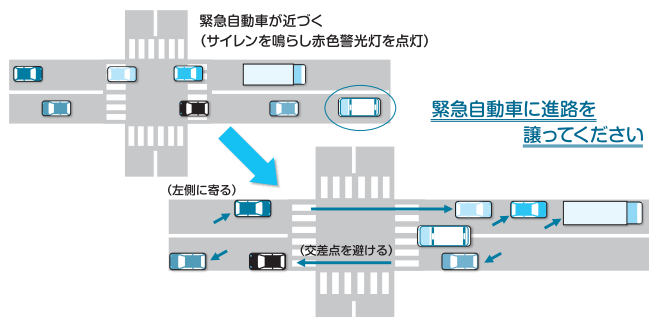 緊急自動車が近づく
(サイレンを鳴らし赤色警光灯を点灯)
緊急自動車に進路を
譲ってください
(左側に寄る)
(交差点を避ける)